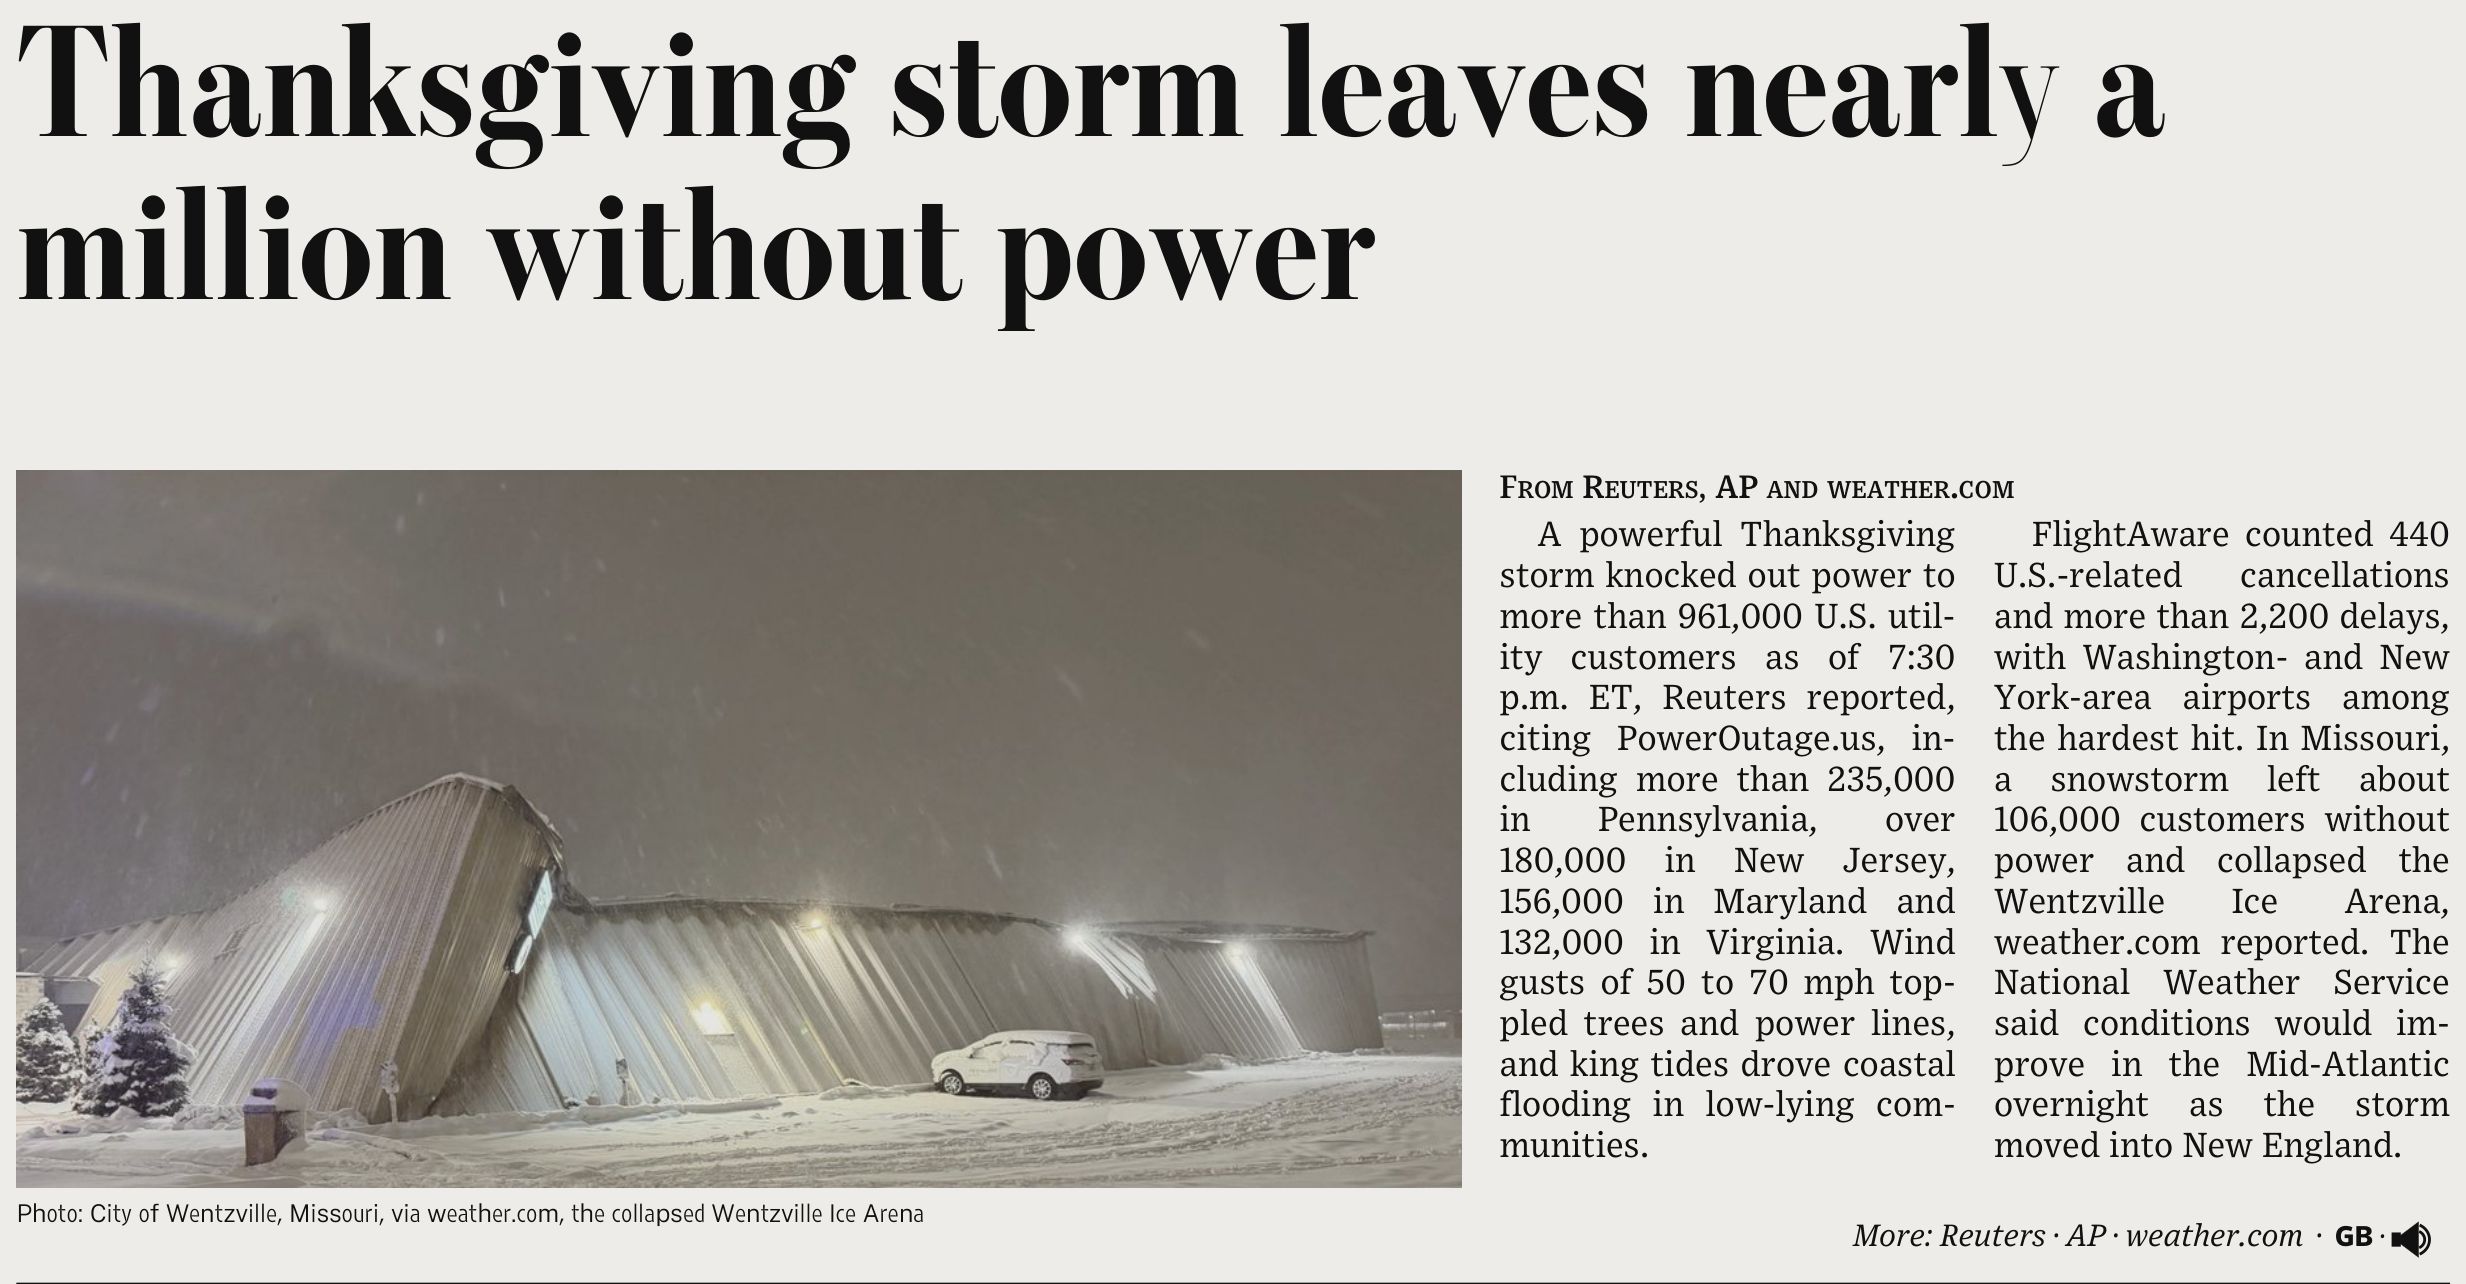 Thanksgiving storm leaves nearly a
million without power
FROM REUTERS, AP AND WEATHER.COM
A powerful Thanksgiving
storm knocked out power to
more than 961,000 U.S. util-
ity customers as of 7:30
p.m. ET, Reuters reported,
citing PowerOutage.us, in-
cluding more than 235,000
in Pennsylvania, over
180,000 in New Jersey,
156,000 in Maryland and
132,000 in Virginia. Wind
gusts of 50 to 70 mph top-
pled trees and power lines,
and king tides drove coastal
flooding in low-lying com-
munities.
FlightAware counted 440
U.S.-related cancellations
and more than 2,200 delays,
with Washington- and New
York-area airports among
the hardest hit. In Missouri,
a snowstorm left about
106,000 customers without
power and collapsed the
Wentzville Ice Arena,
weather.com reported. The
National Weather Service
said conditions would im-
prove in the Mid-Atlantic
overnight as the storm
moved into New England.
Photo: City of Wentzville, Missouri, via weather.com, the collapsed Wentzville Ice Arena
More: Reuters · AP · weather.com · GB ·